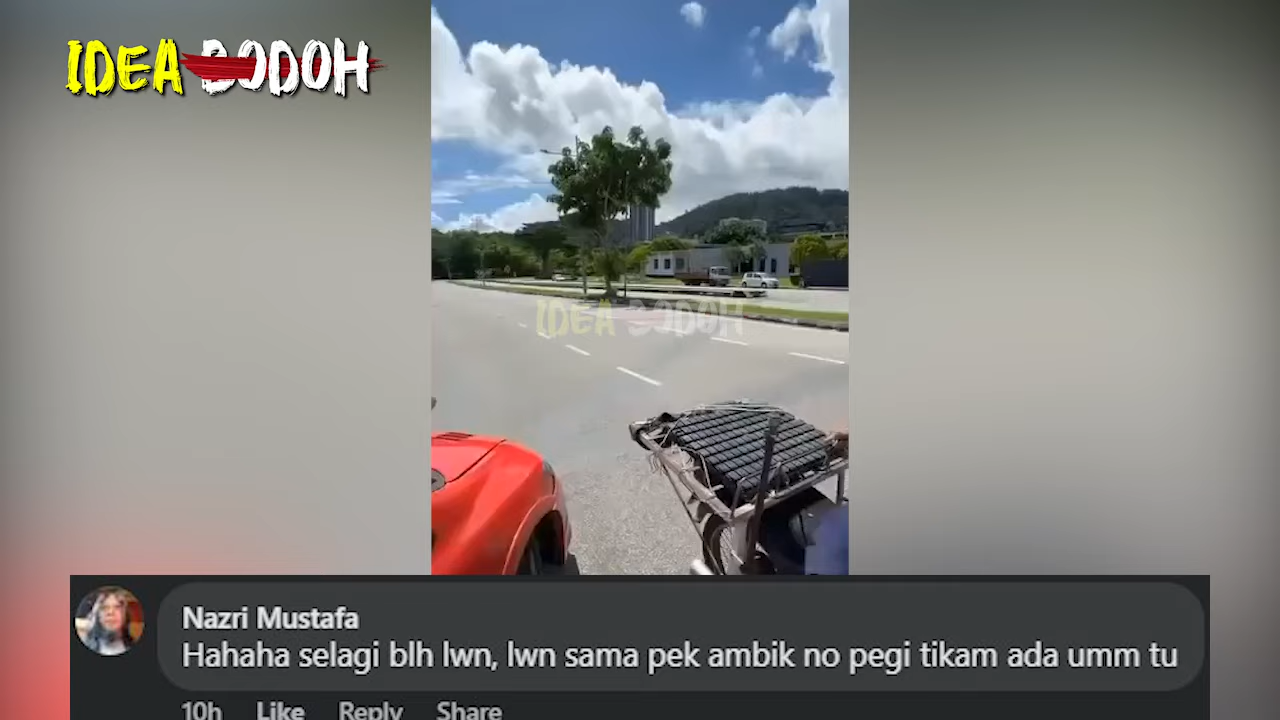 IDEA BODOH
IDEA BODOH
Nazri Mustafa
Hahaha selagi blh lwn, lwn sama pek ambik no pegi tikam ada umm tu
10h Like Reply Share